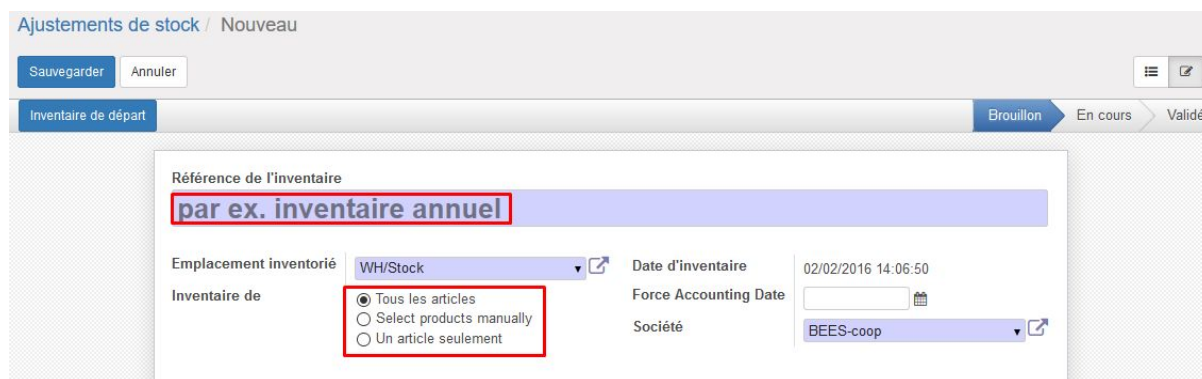 Ajustements de stock / Nouveau
Sauvegarder Annuler
Inventaire de départ Brouillon En cours Validé
Référence de l'inventaire
par ex. inventaire annuel
Emplacement inventorié WH/Stock Date d'inventaire 02/02/2016 14:06:50
Inventaire de Tous les articles Force Accounting Date
Select products manually
Un article seulement Société BEES-coop